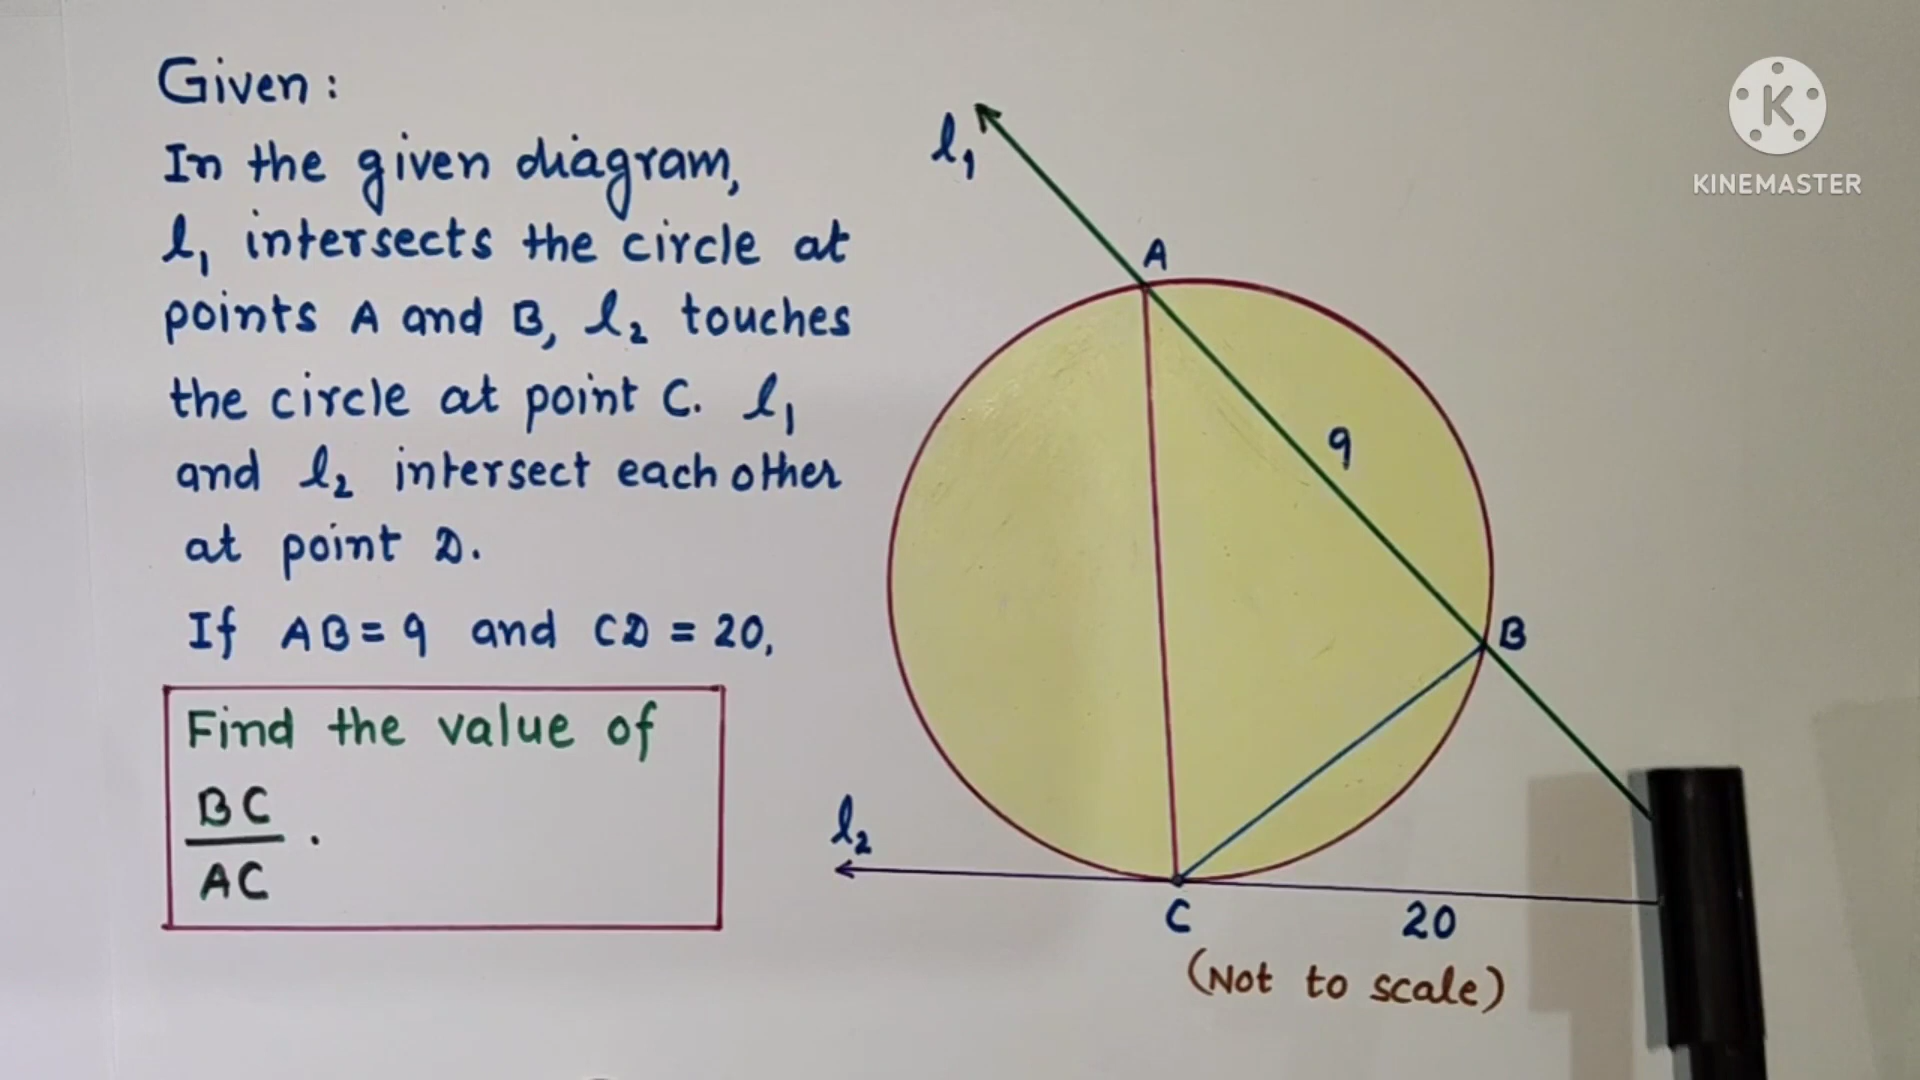 Given:
In the given diagram,
l₁ intersects the circle at
points A and B, l₂ touches
the circle at point C. l₁
and l₂ intersect each other
at point D.
If AB = 9 and CD = 20,
Find the value of
BC
AC .
l₁
A
9
B
l₂
C
20
(Not to scale)
K
KINEMASTER